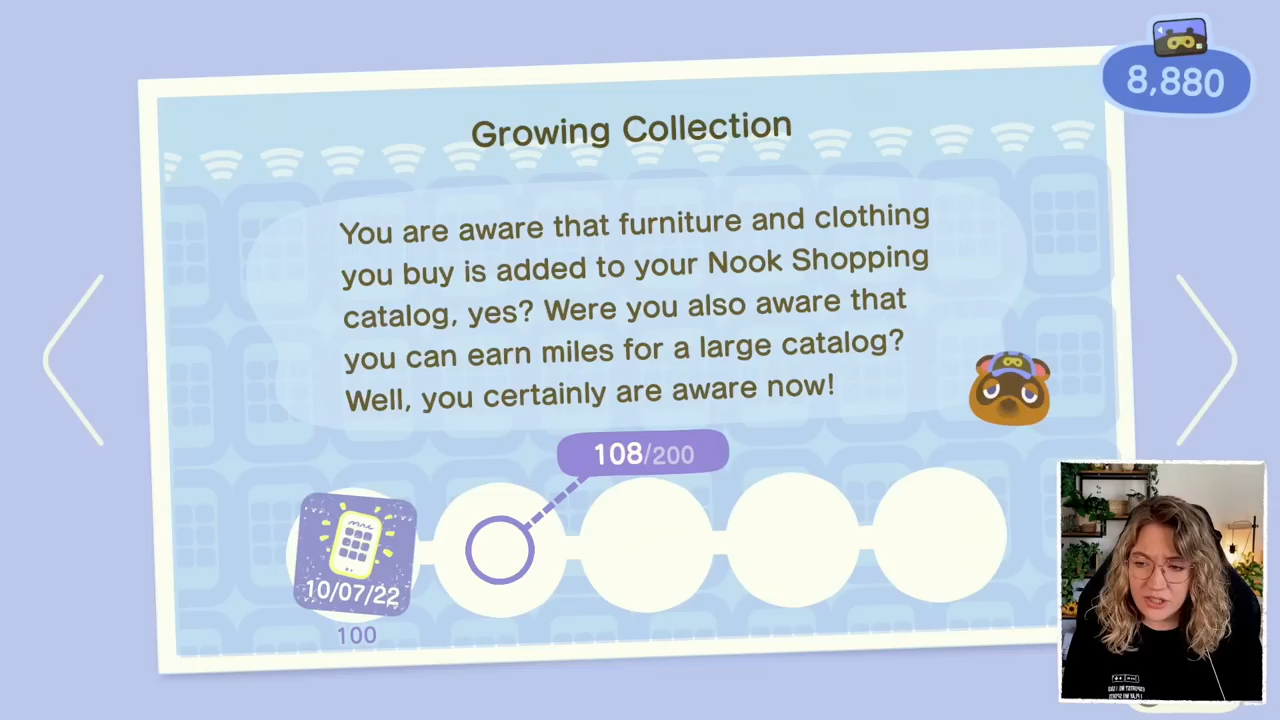 8,880
Growing Collection
You are aware that furniture and clothing
you buy is added to your Nook Shopping
catalog, yes? Were you also aware that
you can earn miles for a large catalog?
Well, you certainly are aware now!
108/200
10/07/22
100